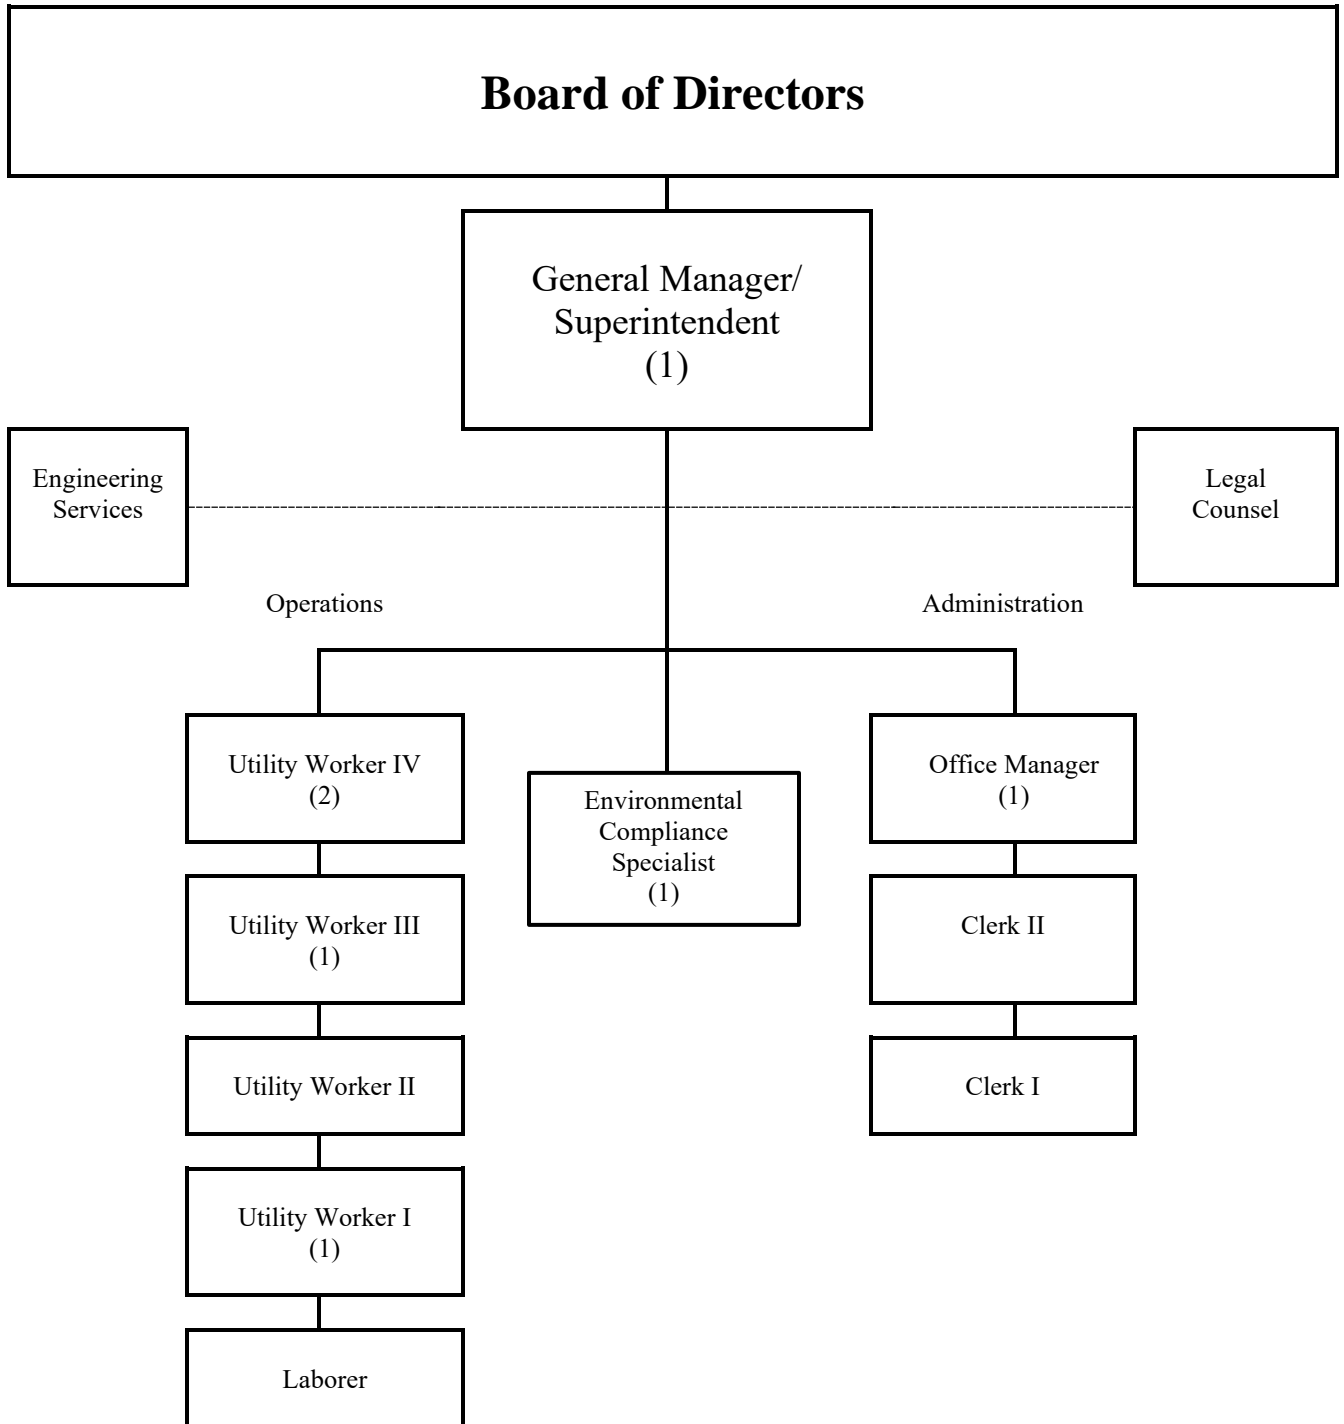 Board of Directors
General Manager/
Superintendent
(1)
Engineering
Services
Legal
Counsel
Operations
Administration
Utility Worker IV
(2)
Environmental
Compliance
Specialist
(1)
Office Manager
(1)
Utility Worker III
(1)
Clerk II
Utility Worker II
Clerk I
Utility Worker I
(1)
Laborer